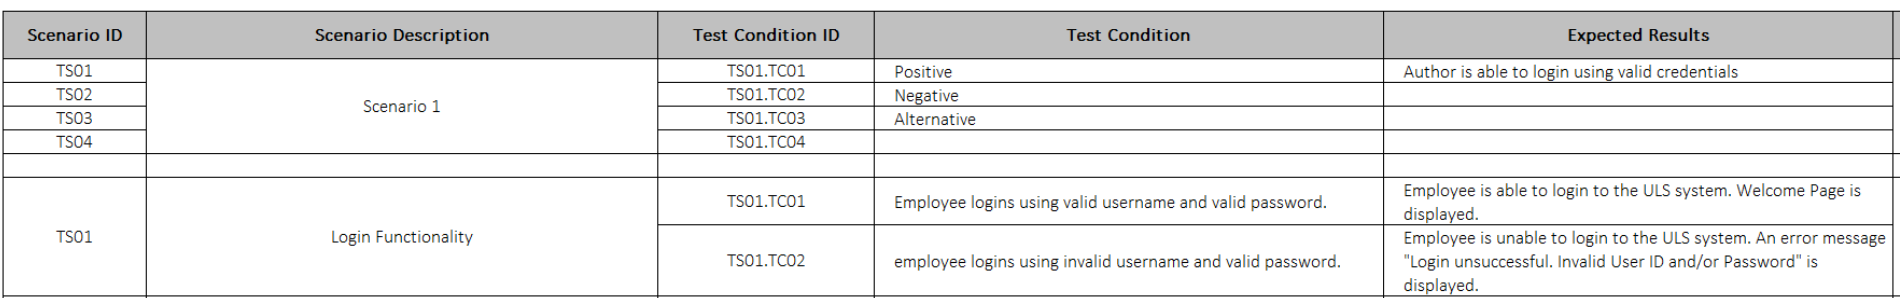 Scenario ID Scenario Description Test Condition ID Test Condition Expected Results
TS01 TS01.TC01 Positive Author is able to login using valid credentials
TS02 TS01.TC02 Negative
Scenario 1
TS03 TS01.TC03 Alternative
TS04 TS01.TC04
TS01 Login Functionality
TS01.TC01 Employee logins using valid username and valid password.
Employee is able to login to the ULS system. Welcome Page is
displayed.
TS01.TC02 employee logins using invalid username and valid password.
Employee is unable to login to the ULS system. An error message
"Login unsuccessful. Invalid User ID and/or Password" is
displayed.